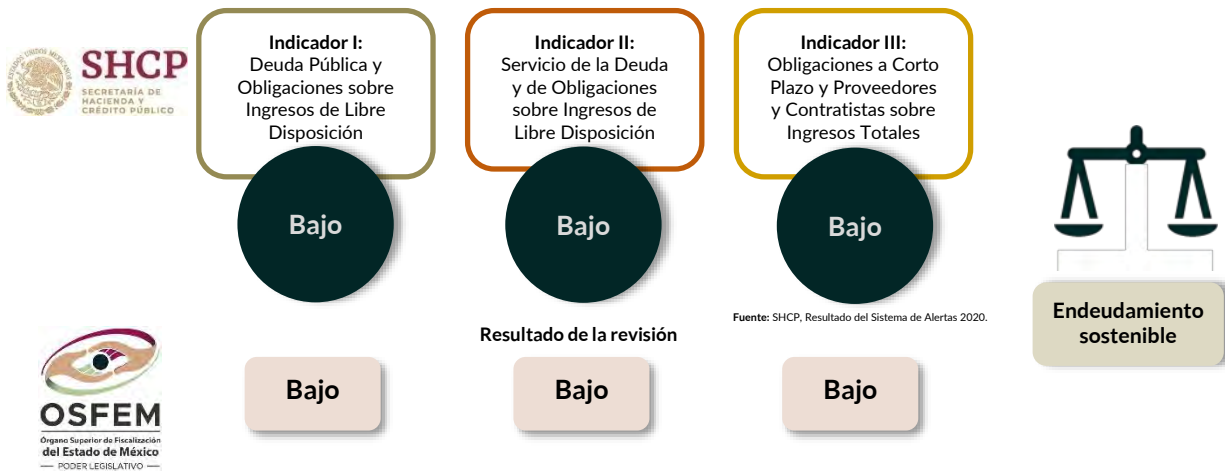 SHCP
SECRETARÍA DE
HACIENDA Y
CRÉDITO PÚBLICO
Indicador I:
Deuda Pública y
Obligaciones sobre
Ingresos de Libre
Disposición
Bajo
Indicador II:
Servicio de la Deuda
y de Obligaciones
sobre Ingresos de
Libre Disposición
Bajo
Indicador III:
Obligaciones a Corto
Plazo y Proveedores
y Contratistas sobre
Ingresos Totales
Bajo
Fuente: SHCP, Resultado del Sistema de Alertas 2020.
Endeudamiento
sostenible
Resultado de la revisión
OSFEM
Órgano Superior de Fiscalización
del Estado de México
PODER LEGISLATIVO
Bajo
Bajo
Bajo